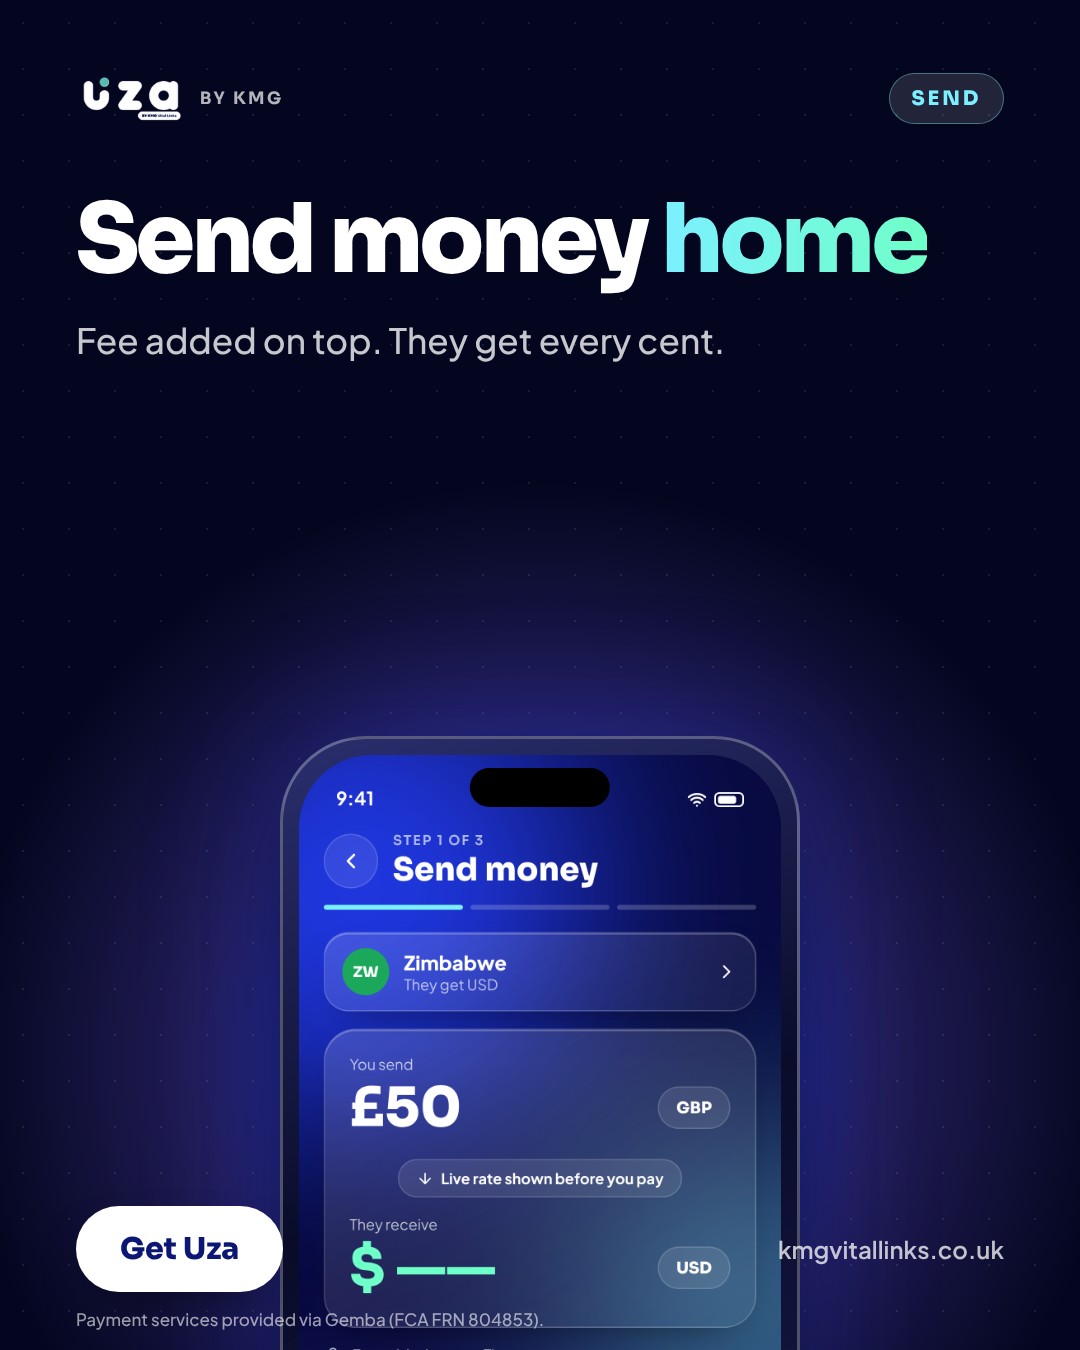 uza
BY KMG
SEND
Send money home
Fee added on top. They get every cent.
9:41
STEP 1 OF 3
Send money
ZW
Zimbabwe
They get USD
You send
£50
GBP
↓ Live rate shown before you pay
They receive
$ ——
USD
Get Uza
kmgvitallinks.co.uk
Payment services provided via Gemba (FCA FRN 804853).